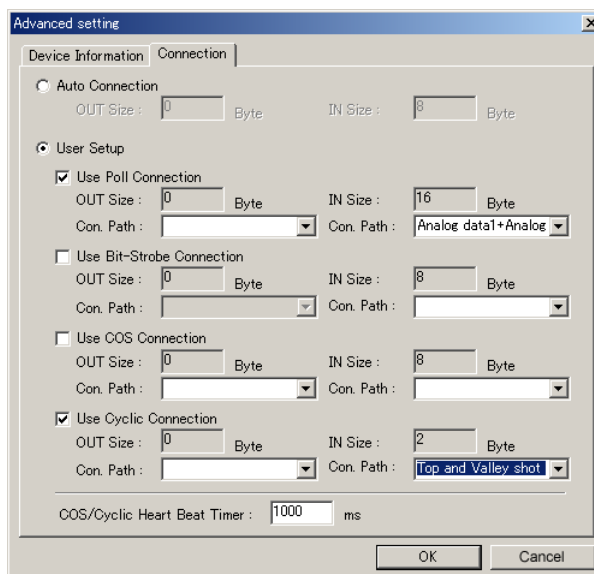 Advanced setting
Device Information Connection
Auto Connection
OUT Size : 0 Byte IN Size : 8 Byte
User Setup
Use Poll Connection
OUT Size : 0 Byte IN Size : 16 Byte
Con. Path : Con. Path : Analog data1+Analog
Use Bit-Strobe Connection
OUT Size : 0 Byte IN Size : 8 Byte
Con. Path : Con. Path :
Use COS Connection
OUT Size : 0 Byte IN Size : 8 Byte
Con. Path : Con. Path :
Use Cyclic Connection
OUT Size : 0 Byte IN Size : 2 Byte
Con. Path : Con. Path : Top and Valley shot
COS/Cyclic Heart Beat Timer : 1000 ms
OK Cancel